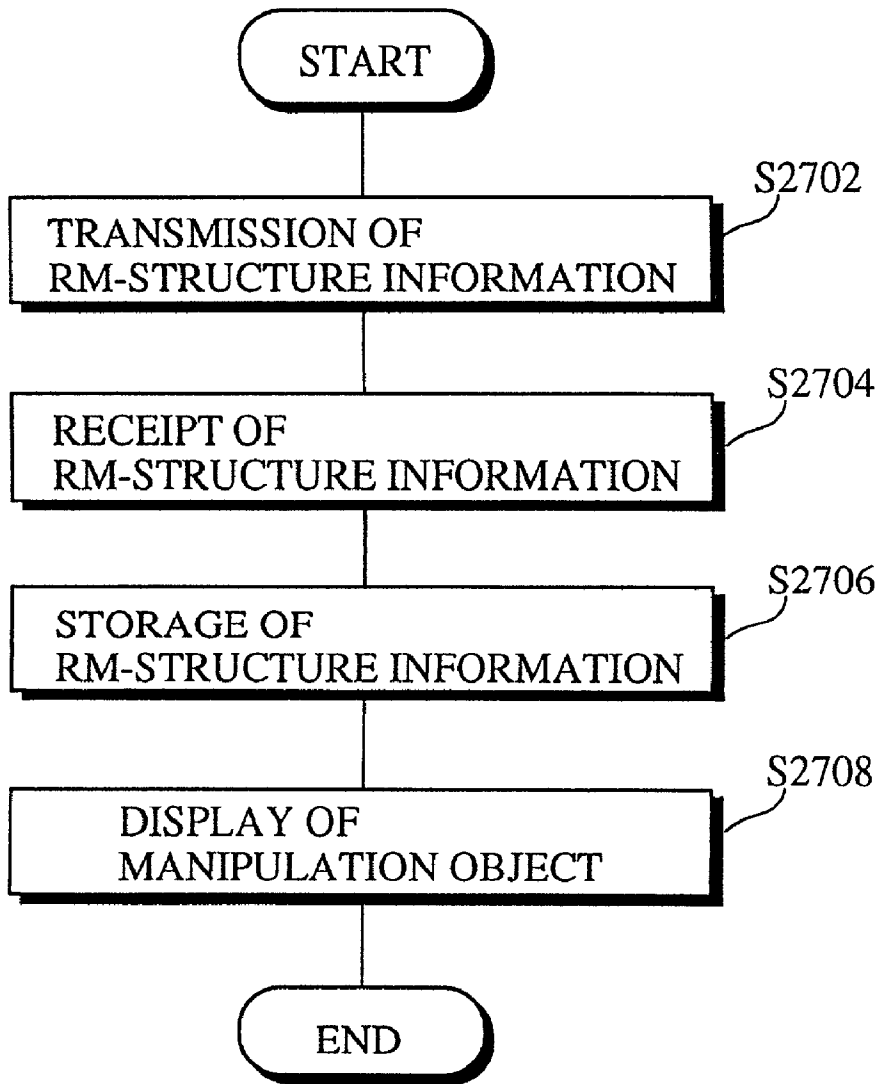 START
S2702
TRANSMISSION OF
RM-STRUCTURE INFORMATION
S2704
RECEIPT OF
RM-STRUCTURE INFORMATION
S2706
STORAGE OF
RM-STRUCTURE INFORMATION
S2708
DISPLAY OF
MANIPULATION OBJECT
END